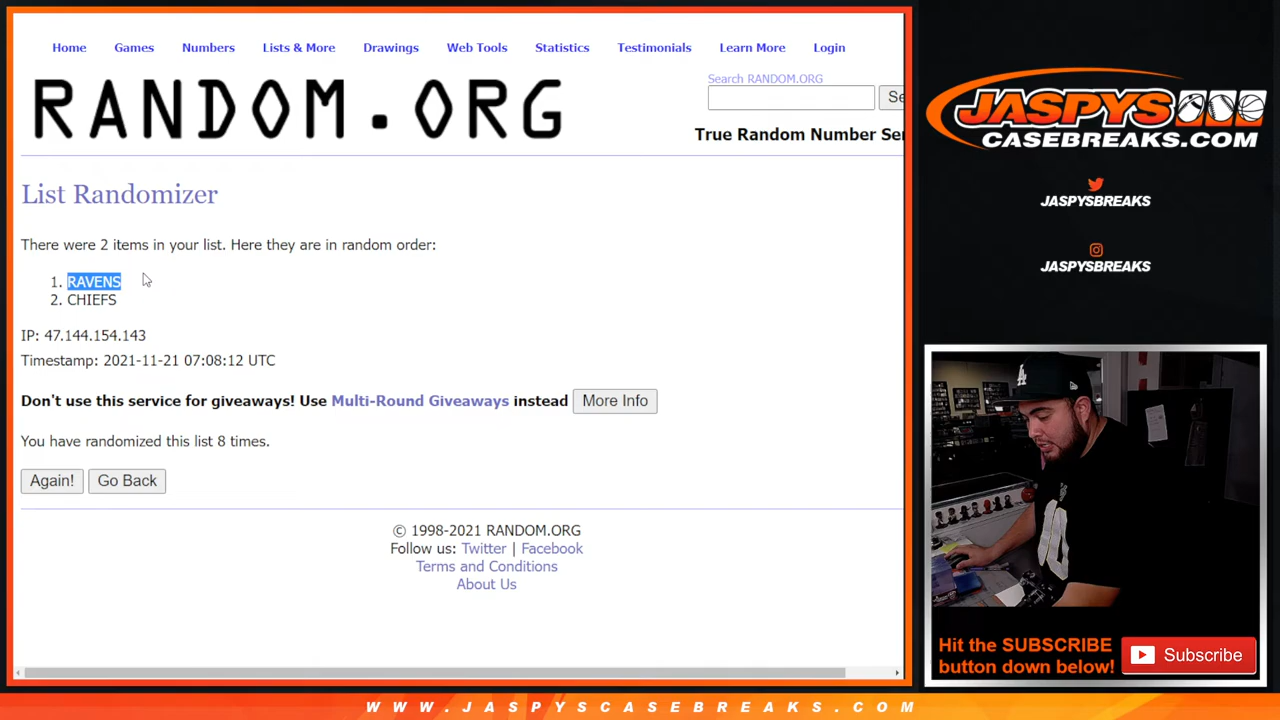 Home Games Numbers Lists & More Drawings Web Tools Statistics Testimonials Learn More Login
RANDOM.ORG
Search RANDOM.ORG
Se
True Random Number Ser
List Randomizer
There were 2 items in your list. Here they are in random order:
1. RAVENS
2. CHIEFS
IP: 47.144.154.143
Timestamp: 2021-11-21 07:08:12 UTC
Don't use this service for giveaways! Use Multi-Round Giveaways instead More Info
You have randomized this list 8 times.
Again! Go Back
© 1998-2021 RANDOM.ORG
Follow us: Twitter | Facebook
Terms and Conditions
About Us
JASPYS
CASEBREAKS.COM
JASPYSBREAKS
JASPYSBREAKS
LA
Hit the SUBSCRIBE
button down below!
Subscribe
WWW.JASPYSCASEBREAKS.COM